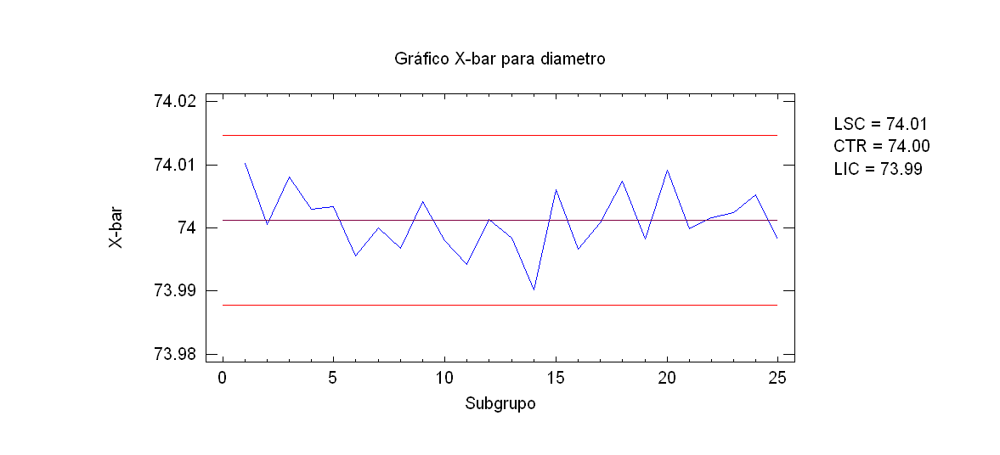 Gráfico X-bar para diametro
74.02
74.01
74
73.99
73.98
X-bar
0 5 10 15 20 25
Subgrupo
LSC = 74.01
CTR = 74.00
LIC = 73.99